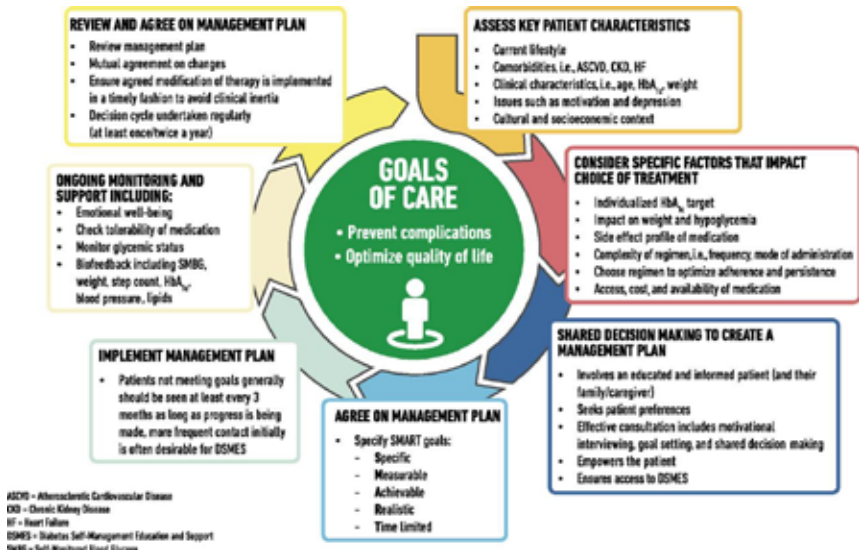 REVIEW AND AGREE ON MANAGEMENT PLAN
• Review management plan
• Mutual agreement on changes
• Ensure agreed modification of therapy is implemented
in a timely fashion to avoid clinical inertia
• Decision cycle undertaken regularly
(at least once/twice a year)
ASSESS KEY PATIENT CHARACTERISTICS
• Current lifestyle
• Comorbidities, i.e., ASCVD, CKD, HF
• Clinical characteristics, i.e., age, HbA1c, weight
• Issues such as motivation and depression
• Cultural and socioeconomic context
GOALS
OF CARE
• Prevent complications
• Optimize quality of life
CONSIDER SPECIFIC FACTORS THAT IMPACT
CHOICE OF TREATMENT
• Individualized HbA1c target
• Impact on weight and hypoglycemia
• Side effect profile of medication
• Complexity of regimen, i.e., frequency, mode of administration
• Choose regimen to optimize adherence and persistence
• Access, cost, and availability of medication
SHARED DECISION MAKING TO CREATE A
MANAGEMENT PLAN
• Involves an educated and informed patient (and their
family/caregiver)
• Seeks patient preferences
• Effective consultation includes motivational
interviewing, goal setting, and shared decision making
• Empowers the patient
• Ensures access to DSMES
AGREE ON MANAGEMENT PLAN
• Specify SMART goals:
- Specific
- Measurable
- Achievable
- Realistic
- Time limited
IMPLEMENT MANAGEMENT PLAN
• Patients not meeting goals generally
should be seen at least every 3
months as long as progress is being
made, more frequent contact initially
is often desirable for DSMES
ONGOING MONITORING AND
SUPPORT INCLUDING:
• Emotional well-being
• Check tolerability of medication
• Monitor glycemic status
• Biofeedback including SMBG,
weight, step count, HbA1c,
blood pressure, lipids
ASCVD = Atherosclerotic Cardiovascular Disease
CKD = Chronic Kidney Disease
HF = Heart Failure
DSMES = Diabetes Self-Management Education and Support
SMBG = Self-Monitored Blood Glucose